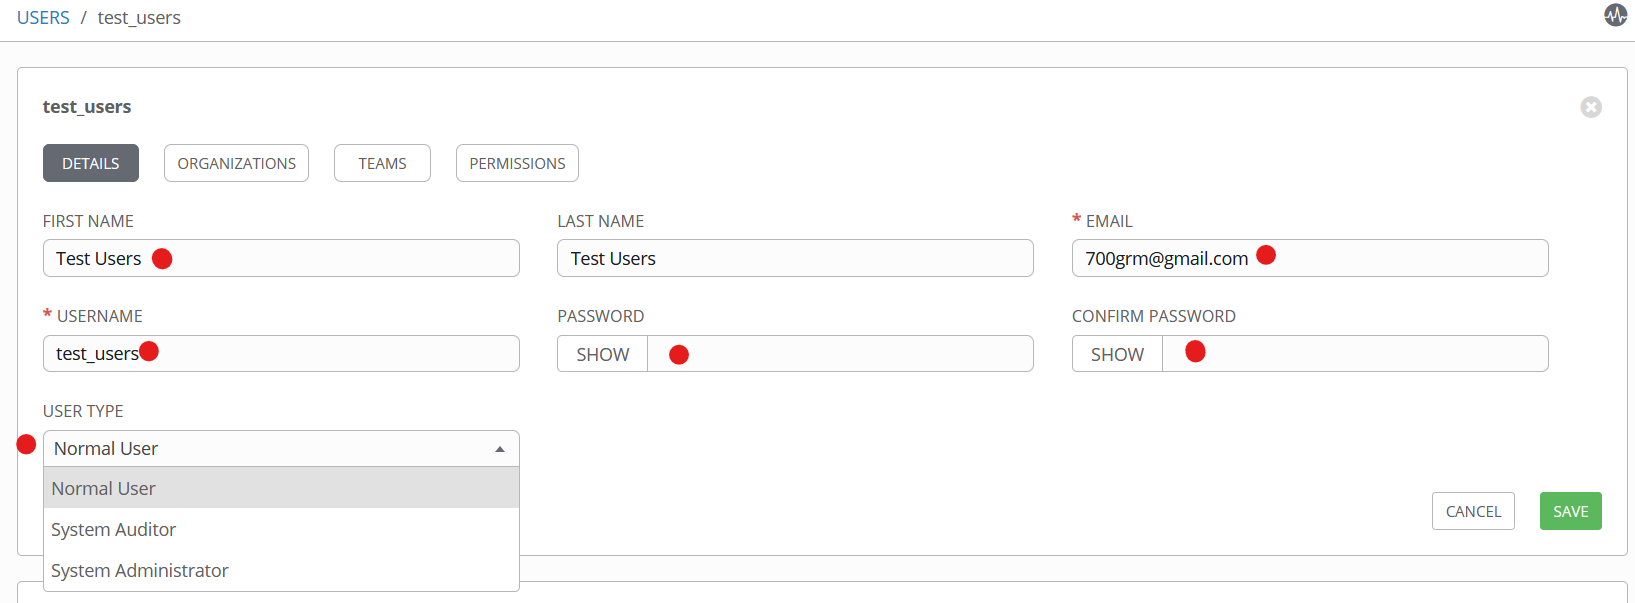 USERS / test_users
test_users
DETAILS ORGANIZATIONS TEAMS PERMISSIONS
FIRST NAME LAST NAME * EMAIL
Test Users Test Users 700grm@gmail.com
* USERNAME PASSWORD CONFIRM PASSWORD
test_users SHOW SHOW
USER TYPE
Normal User
Normal User
System Auditor
CANCEL SAVE
System Administrator